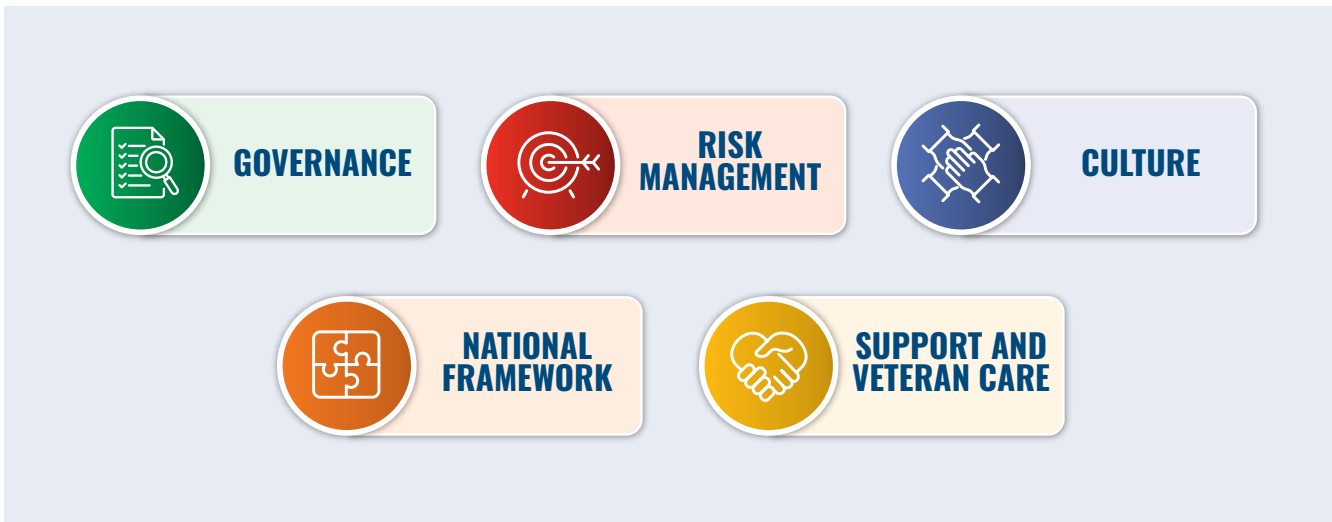 GOVERNANCE
RISK
MANAGEMENT
CULTURE
NATIONAL
FRAMEWORK
SUPPORT AND
VETERAN CARE